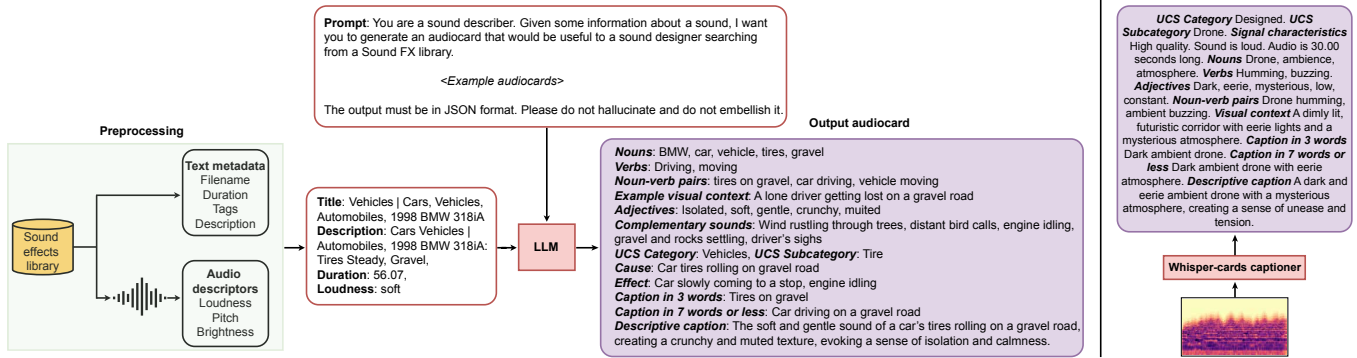 Prompt: You are a sound describer. Given some information about a sound, I want
you to generate an audiocard that would be useful to a sound designer searching
from a Sound FX library.
<Example audiocards>
The output must be in JSON format. Please do not hallucinate and do not embellish it.
Preprocessing
Sound
effects
library
Text metadata
Filename
Duration
Tags
Description
Audio
descriptors
Loudness
Pitch
Brightness
Title: Vehicles | Cars, Vehicles,
Automobiles, 1998 BMW 318iA
Description: Cars Vehicles |
Automobiles, 1998 BMW 318iA:
Tires Steady, Gravel,
Duration: 56.07,
Loudness: soft
LLM
Output audiocard
Nouns: BMW, car, vehicle, tires, gravel
Verbs: Driving, moving
Noun-verb pairs: tires on gravel, car driving, vehicle moving
Example visual context: A lone driver getting lost on a gravel road
Adjectives: Isolated, soft, gentle, crunchy, muited
Complementary sounds: Wind rustling through trees, distant bird calls, engine idling,
gravel and rocks settling, driver's sighs
UCS Category: Vehicles, UCS Subcategory: Tire
Cause: Car tires rolling on gravel road
Effect: Car slowly coming to a stop, engine idling
Caption in 3 words: Tires on gravel
Caption in 7 words or less: Car driving on a gravel road
Descriptive caption: The soft and gentle sound of a car's tires rolling on a gravel road,
creating a crunchy and muted texture, evoking a sense of isolation and calmness.
UCS Category Designed. UCS
Subcategory Drone. Signal characteristics
High quality. Sound is loud. Audio is 30.00
seconds long. Nouns Drone, ambience,
atmosphere. Verbs Humming, buzzing.
Adjectives Dark, eerie, mysterious, low,
constant. Noun-verb pairs Drone humming,
ambient buzzing. Visual context A dimly lit,
futuristic corridor with eerie lights and a
mysterious atmosphere. Caption in 3 words
Dark ambient drone. Caption in 7 words or
less Dark ambient drone with eerie
atmosphere. Descriptive caption A dark and
eerie ambient drone with a mysterious
atmosphere, creating a sense of unease and
tension.
Whisper-cards captioner